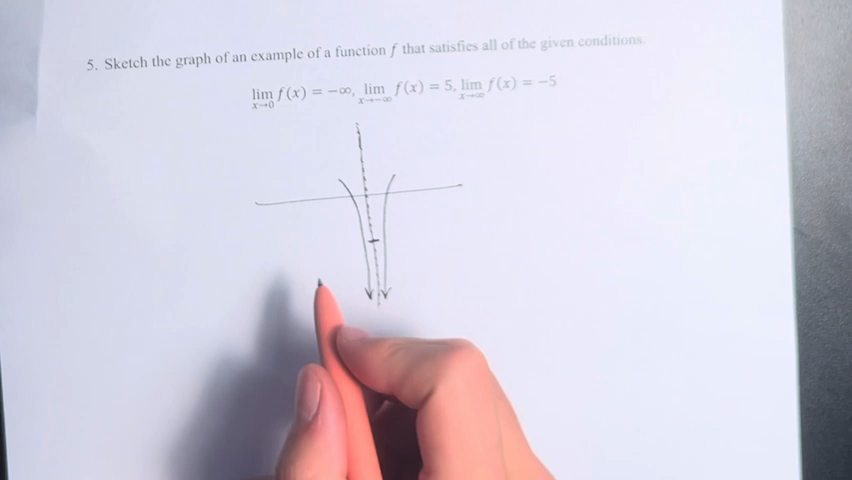 5. Sketch the graph of an example of a function f that satisfies all of the given conditions.
lim x→0 f(x) = −∞, lim x→−∞ f(x) = 5, lim x→∞ f(x) = −5